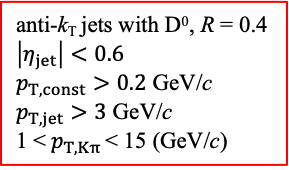 anti-kT jets with D⁰, R = 0.4
|ηjet| < 0.6
pT,const > 0.2 GeV/c
pT,jet > 3 GeV/c
1 < pT,Kπ < 15 (GeV/c)